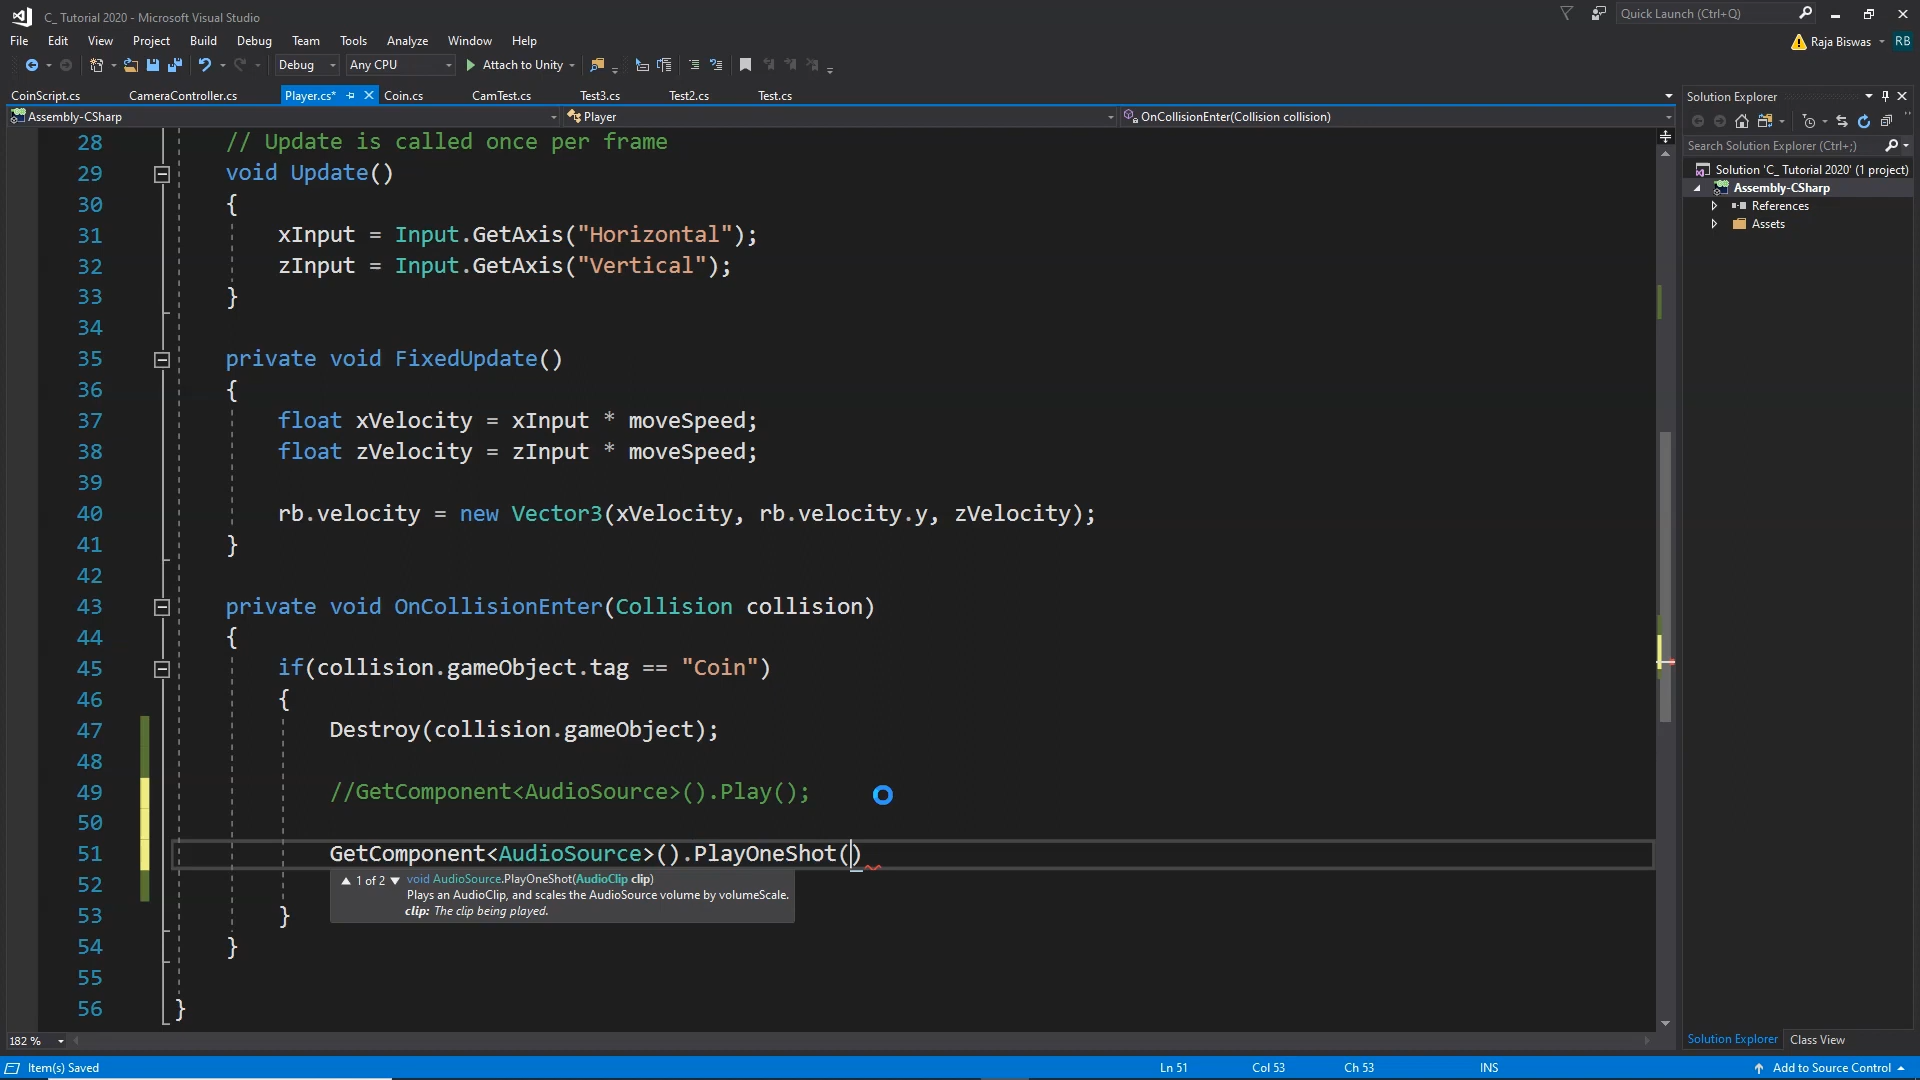 C_ Tutorial 2020 - Microsoft Visual Studio
Quick Launch (Ctrl+Q)
File Edit View Project Build Debug Team Tools Analyze Window Help
Raja Biswas RB
Debug Any CPU Attach to Unity
CoinScript.cs CameraController.cs Player.cs* Coin.cs CamTest.cs Test3.cs Test2.cs Test.cs
Solution Explorer
Assembly-CSharp Player OnCollisionEnter(Collision collision)
Search Solution Explorer (Ctrl+;)
Solution 'C_ Tutorial 2020' (1 project)
Assembly-CSharp
References
Assets
28 // Update is called once per frame
29 void Update()
30 {
31 xInput = Input.GetAxis("Horizontal");
32 zInput = Input.GetAxis("Vertical");
33 }
34
35 private void FixedUpdate()
36 {
37 float xVelocity = xInput * moveSpeed;
38 float zVelocity = zInput * moveSpeed;
39
40 rb.velocity = new Vector3(xVelocity, rb.velocity.y, zVelocity);
41 }
42
43 private void OnCollisionEnter(Collision collision)
44 {
45 if(collision.gameObject.tag == "Coin")
46 {
47 Destroy(collision.gameObject);
48
49 //GetComponent<AudioSource>().Play();
50
51 GetComponent<AudioSource>().PlayOneShot()
52 1 of 2 void AudioSource.PlayOneShot(AudioClip clip)
Plays an AudioClip, and scales the AudioSource volume by volumeScale.
clip: The clip being played.
53 }
54 }
55
56 }
182 %
Solution Explorer Class View
Item(s) Saved Ln 51 Col 53 Ch 53 INS Add to Source Control